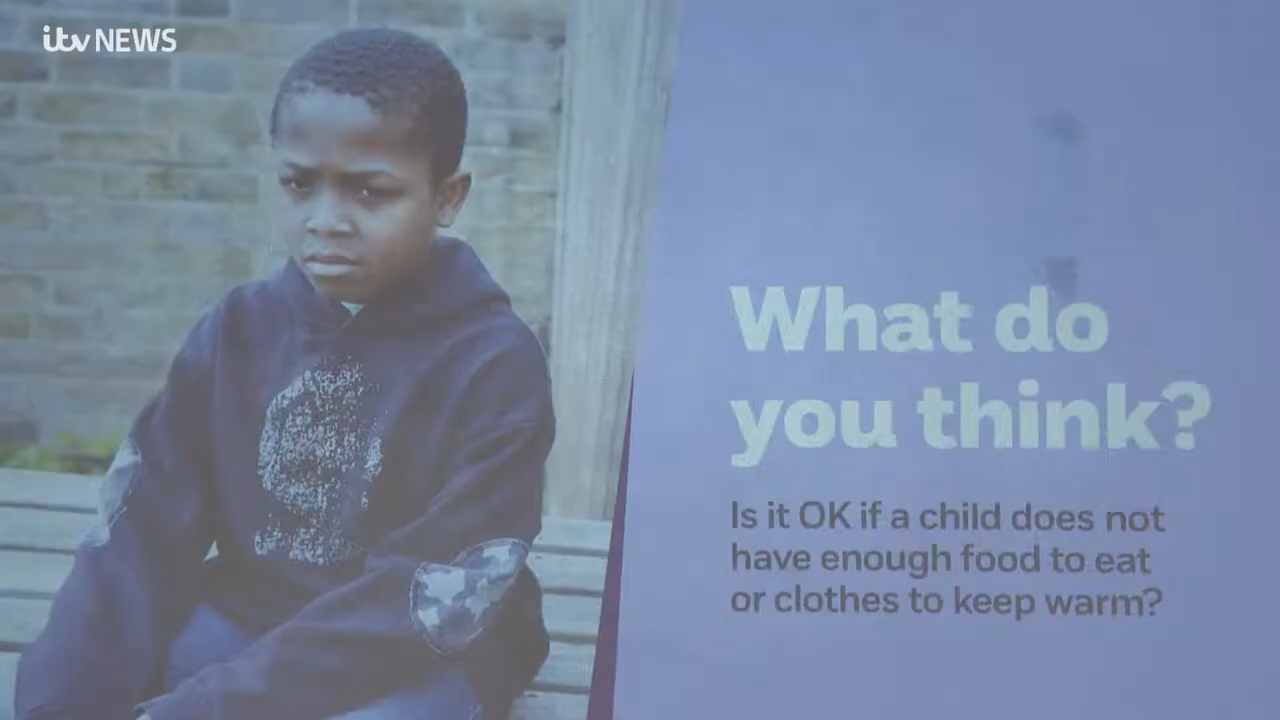 itv NEWS
What do
you think?
Is it OK if a child does not
have enough food to eat
or clothes to keep warm?